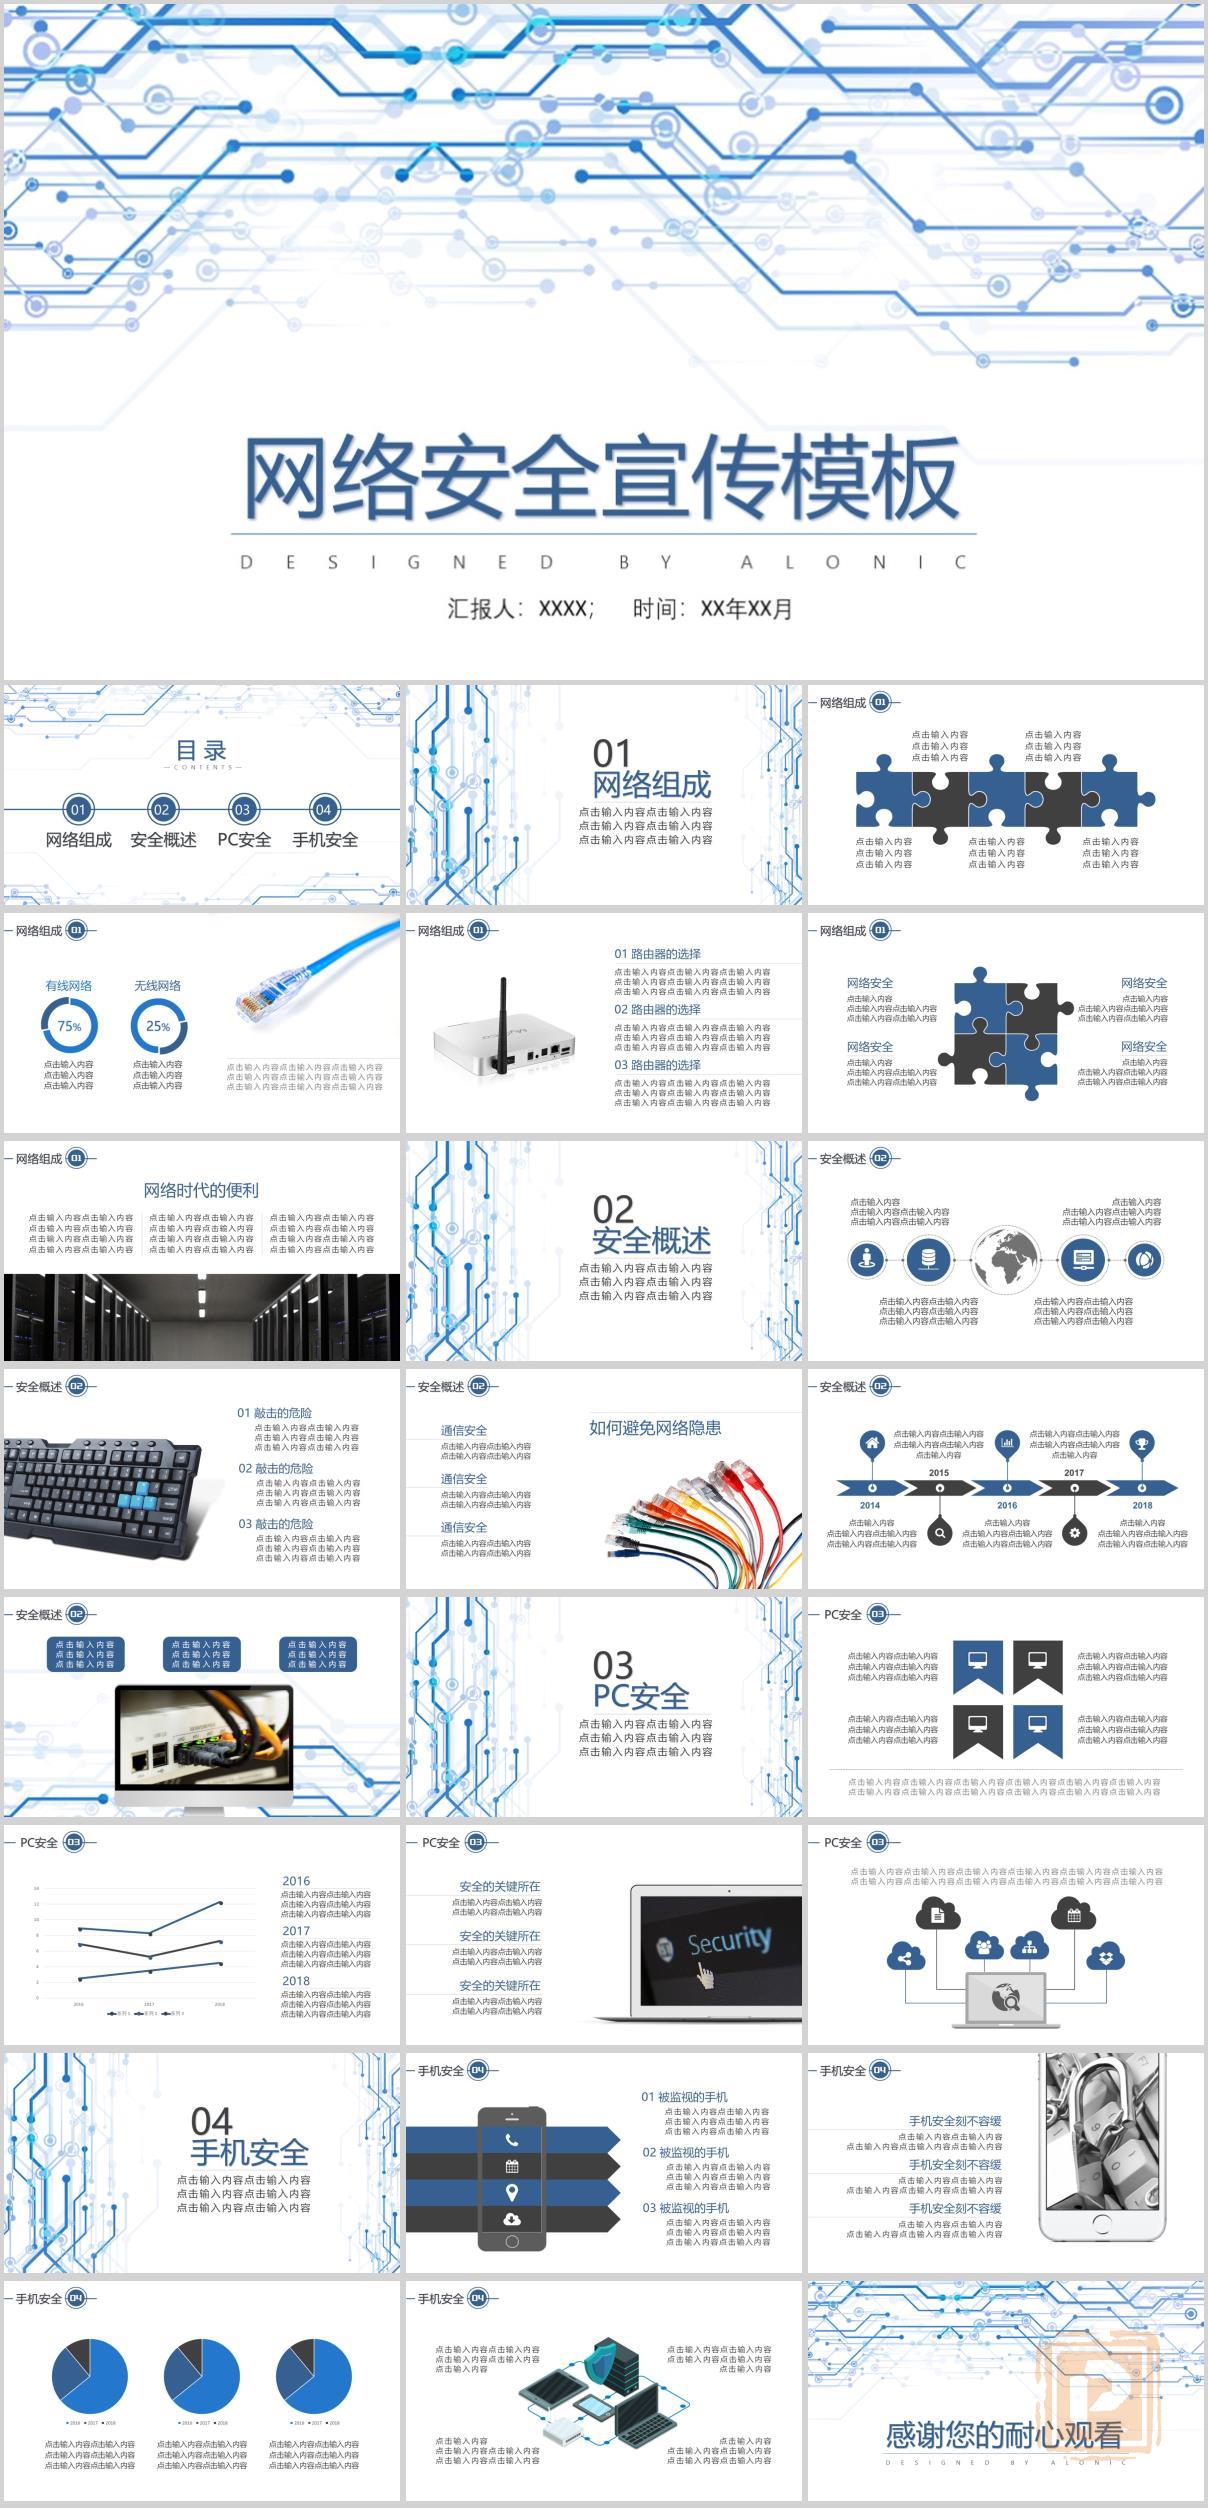 网络安全宣传模板
DESIGNED BY ALONIC
汇报人：XXXX； 时间：XX年XX月
目录
CONTENTS
01 02 03 04
网络组成 安全概述 PC安全 手机安全
01
网络组成
点击输入内容点击输入内容
点击输入内容点击输入内容
点击输入内容点击输入内容
网络组成 01
点击输入内容 点击输入内容
点击输入内容 点击输入内容
点击输入内容 点击输入内容
点击输入内容 点击输入内容 点击输入内容
点击输入内容 点击输入内容 点击输入内容
点击输入内容 点击输入内容 点击输入内容
网络组成 01
有线网络 无线网络
75% 25%
点击输入内容 点击输入内容
点击输入内容 点击输入内容
点击输入内容 点击输入内容
点击输入内容点击输入内容点击输入内容
点击输入内容点击输入内容点击输入内容
点击输入内容点击输入内容点击输入内容
网络组成 01
01 路由器的选择
点击输入内容点击输入内容点击输入内容
点击输入内容点击输入内容点击输入内容
点击输入内容点击输入内容点击输入内容
02 路由器的选择
点击输入内容点击输入内容点击输入内容
点击输入内容点击输入内容点击输入内容
点击输入内容点击输入内容点击输入内容
03 路由器的选择
点击输入内容点击输入内容点击输入内容
点击输入内容点击输入内容点击输入内容
点击输入内容点击输入内容点击输入内容
网络组成 01
网络安全
点击输入内容
点击输入内容点击输入内容
点击输入内容点击输入内容
网络安全
点击输入内容
点击输入内容点击输入内容
点击输入内容点击输入内容
网络安全
点击输入内容
点击输入内容点击输入内容
点击输入内容点击输入内容
网络安全
点击输入内容
点击输入内容点击输入内容
点击输入内容点击输入内容
网络组成 01
网络时代的便利
点击输入内容点击输入内容 点击输入内容点击输入内容 点击输入内容点击输入内容
点击输入内容点击输入内容 点击输入内容点击输入内容 点击输入内容点击输入内容
点击输入内容点击输入内容 点击输入内容点击输入内容 点击输入内容点击输入内容
点击输入内容点击输入内容 点击输入内容点击输入内容 点击输入内容点击输入内容
02
安全概述
点击输入内容点击输入内容
点击输入内容点击输入内容
点击输入内容点击输入内容
安全概述 02
点击输入内容 点击输入内容
点击输入内容点击输入内容 点击输入内容点击输入内容
点击输入内容点击输入内容 点击输入内容点击输入内容
点击输入内容点击输入内容 点击输入内容点击输入内容
点击输入内容点击输入内容 点击输入内容点击输入内容
点击输入内容点击输入内容 点击输入内容点击输入内容
安全概述 02
01 敲击的危险
点击输入内容点击输入内容
点击输入内容点击输入内容
点击输入内容点击输入内容
02 敲击的危险
点击输入内容点击输入内容
点击输入内容点击输入内容
点击输入内容点击输入内容
03 敲击的危险
点击输入内容点击输入内容
点击输入内容点击输入内容
点击输入内容点击输入内容
安全概述 02
如何避免网络隐患
通信安全
点击输入内容点击输入内容
点击输入内容点击输入内容
通信安全
点击输入内容点击输入内容
点击输入内容点击输入内容
通信安全
点击输入内容点击输入内容
点击输入内容点击输入内容
安全概述 02
点击输入内容点击输入内容 点击输入内容点击输入内容
点击输入内容点击输入内容 点击输入内容点击输入内容
点击输入内容 点击输入内容
2015 2017
2014 2016 2018
点击输入内容 点击输入内容 点击输入内容
点击输入内容点击输入内容 点击输入内容点击输入内容 点击输入内容点击输入内容
点击输入内容点击输入内容 点击输入内容点击输入内容 点击输入内容点击输入内容
安全概述 02
点击输入内容 点击输入内容 点击输入内容
点击输入内容 点击输入内容 点击输入内容
点击输入内容 点击输入内容 点击输入内容
03
PC安全
点击输入内容点击输入内容
点击输入内容点击输入内容
点击输入内容点击输入内容
PC安全 03
点击输入内容点击输入内容 点击输入内容点击输入内容
点击输入内容点击输入内容 点击输入内容点击输入内容
点击输入内容点击输入内容 点击输入内容点击输入内容
点击输入内容点击输入内容 点击输入内容点击输入内容
点击输入内容点击输入内容 点击输入内容点击输入内容
点击输入内容点击输入内容 点击输入内容点击输入内容
点击输入内容点击输入内容点击输入内容点击输入内容点击输入内容点击输入内容
点击输入内容点击输入内容点击输入内容点击输入内容点击输入内容点击输入内容
PC安全 03
14
12
10
8
6
4
2
0
2016 2017 2018
系列 1 系列 2 系列 3
2016
点击输入内容点击输入内容
点击输入内容点击输入内容
点击输入内容点击输入内容
2017
点击输入内容点击输入内容
点击输入内容点击输入内容
点击输入内容点击输入内容
2018
点击输入内容点击输入内容
点击输入内容点击输入内容
点击输入内容点击输入内容
PC安全 03
安全的关键所在
点击输入内容点击输入内容
点击输入内容点击输入内容
安全的关键所在
点击输入内容点击输入内容
点击输入内容点击输入内容
安全的关键所在
点击输入内容点击输入内容
点击输入内容点击输入内容
Security
PC安全 03
点击输入内容点击输入内容点击输入内容点击输入内容点击输入内容点击输入内容
点击输入内容点击输入内容点击输入内容点击输入内容点击输入内容点击输入内容
04
手机安全
点击输入内容点击输入内容
点击输入内容点击输入内容
点击输入内容点击输入内容
手机安全 04
01 被监视的手机
点击输入内容点击输入内容
点击输入内容点击输入内容
点击输入内容点击输入内容
02 被监视的手机
点击输入内容点击输入内容
点击输入内容点击输入内容
点击输入内容点击输入内容
03 被监视的手机
点击输入内容点击输入内容
点击输入内容点击输入内容
点击输入内容点击输入内容
手机安全 04
手机安全刻不容缓
点击输入内容点击输入内容
点击输入内容点击输入内容点击输入内容
手机安全刻不容缓
点击输入内容点击输入内容
点击输入内容点击输入内容点击输入内容
手机安全刻不容缓
点击输入内容点击输入内容
点击输入内容点击输入内容点击输入内容
手机安全 04
2016 2017 2018 2016 2017 2018 2016 2017 2018
点击输入内容点击输入内容 点击输入内容点击输入内容 点击输入内容点击输入内容
点击输入内容点击输入内容 点击输入内容点击输入内容 点击输入内容点击输入内容
点击输入内容点击输入内容 点击输入内容点击输入内容 点击输入内容点击输入内容
手机安全 04
点击输入内容点击输入内容 点击输入内容点击输入内容
点击输入内容点击输入内容 点击输入内容点击输入内容
点击输入内容 点击输入内容
点击输入内容 点击输入内容
点击输入内容点击输入内容 点击输入内容点击输入内容
点击输入内容点击输入内容 点击输入内容点击输入内容
感谢您的耐心观看
DESIGNED BY ALONIC